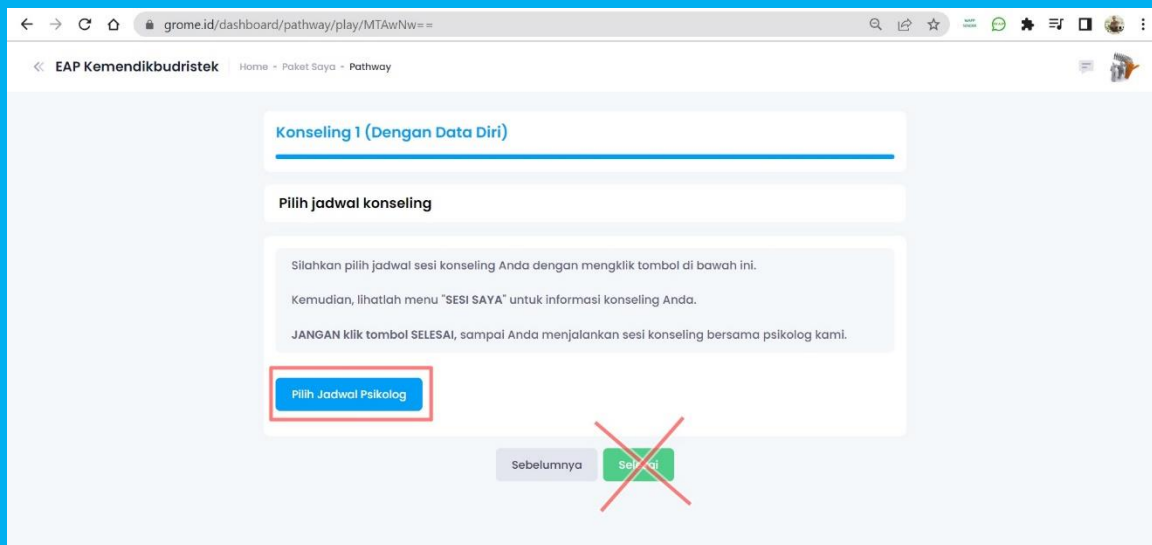 grome.id/dashboard/pathway/play/MTAwNw==
EAP Kemendikbudristek Home - Paket Saya - Pathway
Konseling 1 (Dengan Data Diri)
Pilih jadwal konseling
Silahkan pilih jadwal sesi konseling Anda dengan mengklik tombol di bawah ini.
Kemudian, lihatlah menu "SESI SAYA" untuk informasi konseling Anda.
JANGAN klik tombol SELESAI, sampai Anda menjalankan sesi konseling bersama psikolog kami.
Pilih Jadwal Psikolog
Sebelumnya Selesai